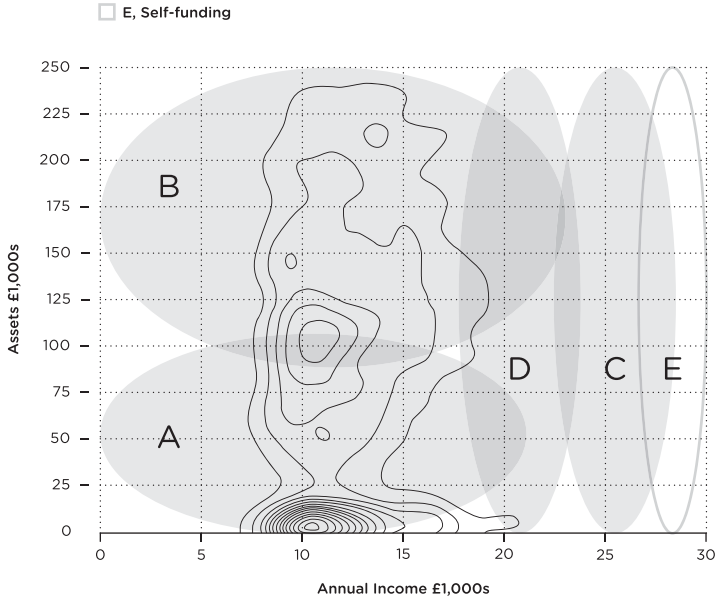 E, Self-funding
250
225
200
175
150
125
100
75
50
25
0
Assets £1,000s
B
A
D
C
E
0 5 10 15 20 25 30
Annual Income £1,000s